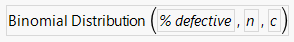 Binomial Distribution ( % defective , n , c )